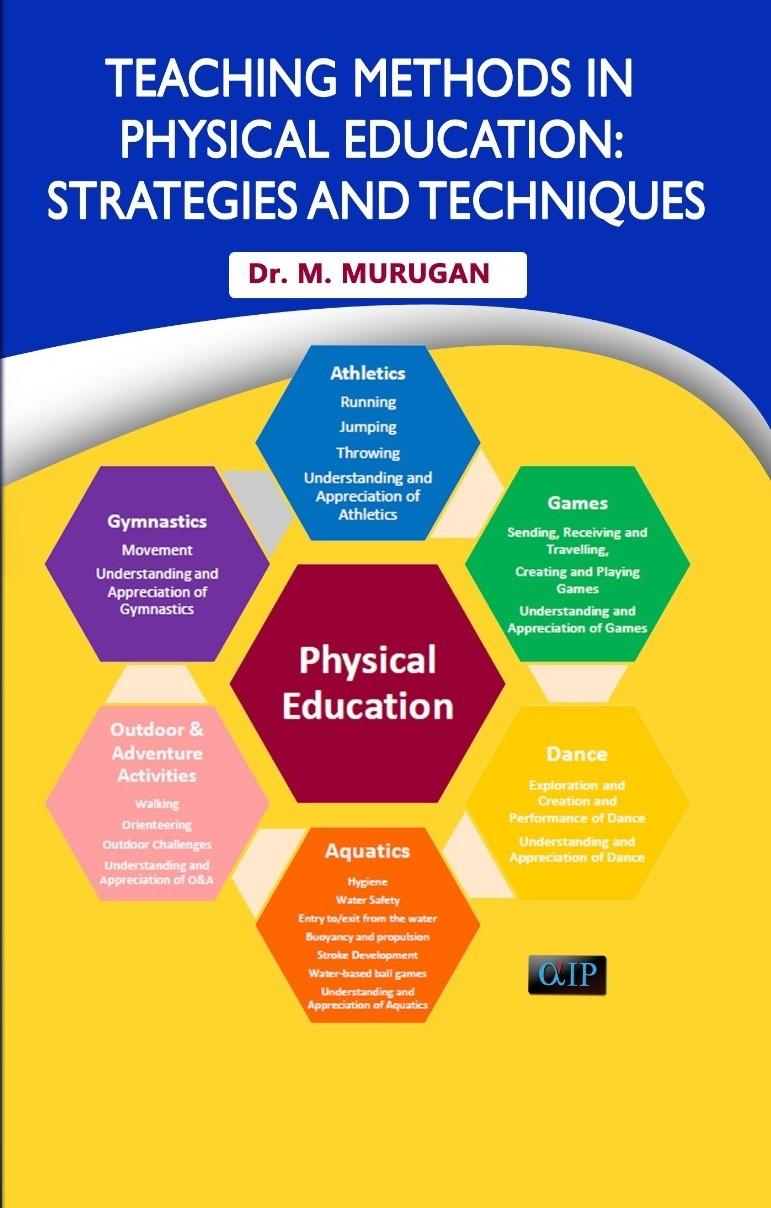 TEACHING METHODS IN
PHYSICAL EDUCATION:
STRATEGIES AND TECHNIQUES
Dr. M. MURUGAN
Athletics
Running
Jumping
Throwing
Understanding and
Appreciation of
Athletics
Gymnastics
Movement
Understanding and
Appreciation of
Gymnastics
Games
Sending, Receiving and
Travelling,
Creating and Playing
Games
Understanding and
Appreciation of Games
Physical
Education
Outdoor &
Adventure
Activities
Walking
Orienteering
Outdoor Challenges
Understanding and
Appreciation of O&A
Dance
Exploration and
Creation and
Performance of Dance
Understanding and
Appreciation of Dance
Aquatics
Hygiene
Water Safety
Entry to/exit from the water
Buoyancy and propulsion
Stroke Development
Water-based ball games
Understanding and
Appreciation of Aquatics
αIP